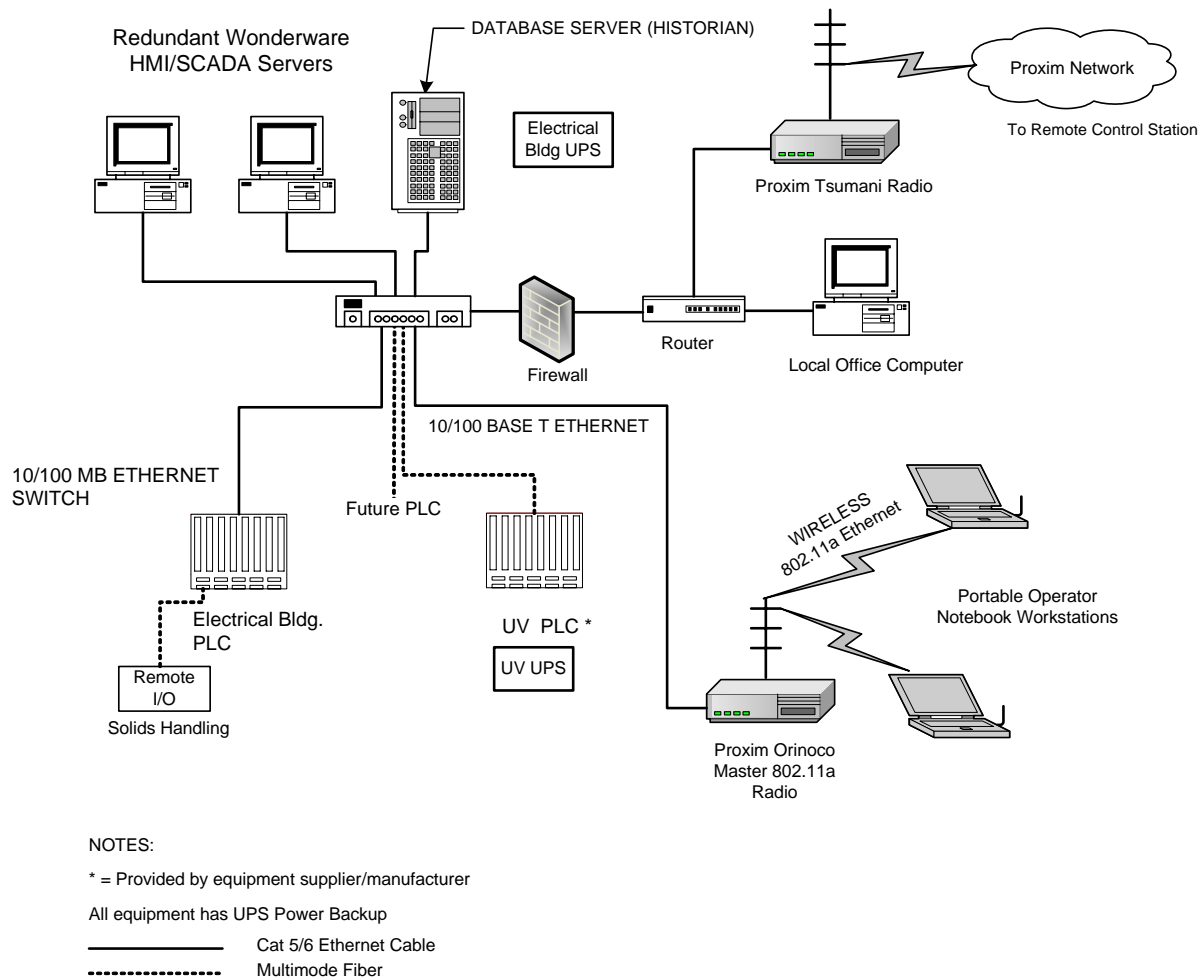 Redundant Wonderware
HMI/SCADA Servers
DATABASE SERVER (HISTORIAN)
Electrical
Bldg UPS
Proxim Network
To Remote Control Station
Proxim Tsumani Radio
Router
Local Office Computer
Firewall
10/100 BASE T ETHERNET
10/100 MB ETHERNET
SWITCH
Future PLC
WIRELESS
802.11a Ethernet
Portable Operator
Notebook Workstations
Electrical Bldg.
PLC
UV PLC *
UV UPS
Remote
I/O
Solids Handling
Proxim Orinoco
Master 802.11a
Radio
NOTES:
* = Provided by equipment supplier/manufacturer
All equipment has UPS Power Backup
Cat 5/6 Ethernet Cable
Multimode Fiber